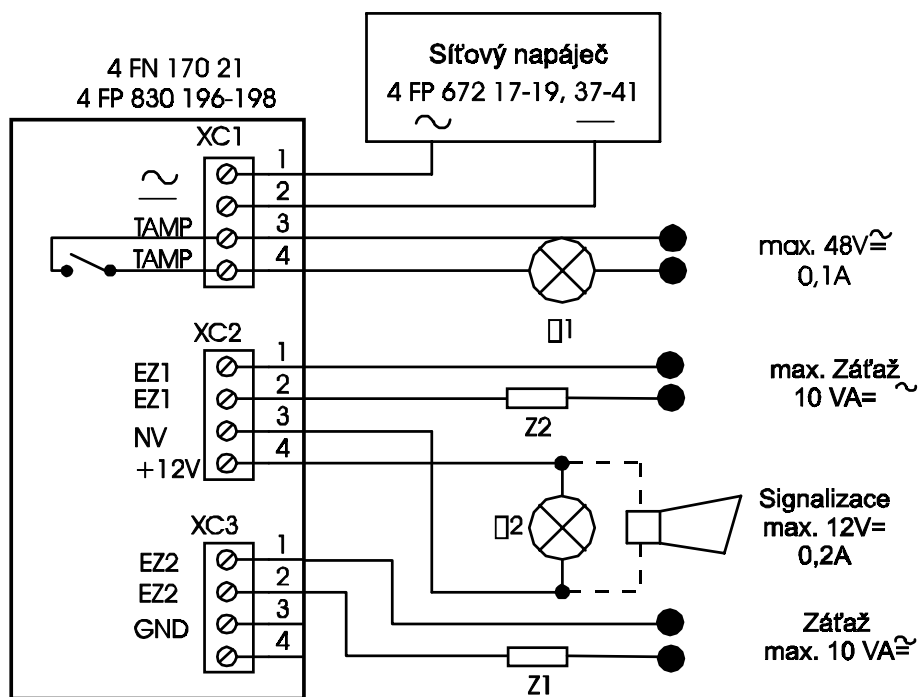 4 FN 170 21
4 FP 830 196-198
Síťový napáječ
4 FP 672 17-19, 37-41
XC1
1
2
TAMP 3
TAMP 4
max. 48V
0,1A
▯1
XC2
EZ1 1
EZ1 2
NV 3
+12V 4
max. Záťaž
10 VA=
Z2
▯2
Signalizace
max. 12V=
0,2A
XC3
EZ2 1
EZ2 2
GND 3
4
Záťaž
max. 10 VA
Z1